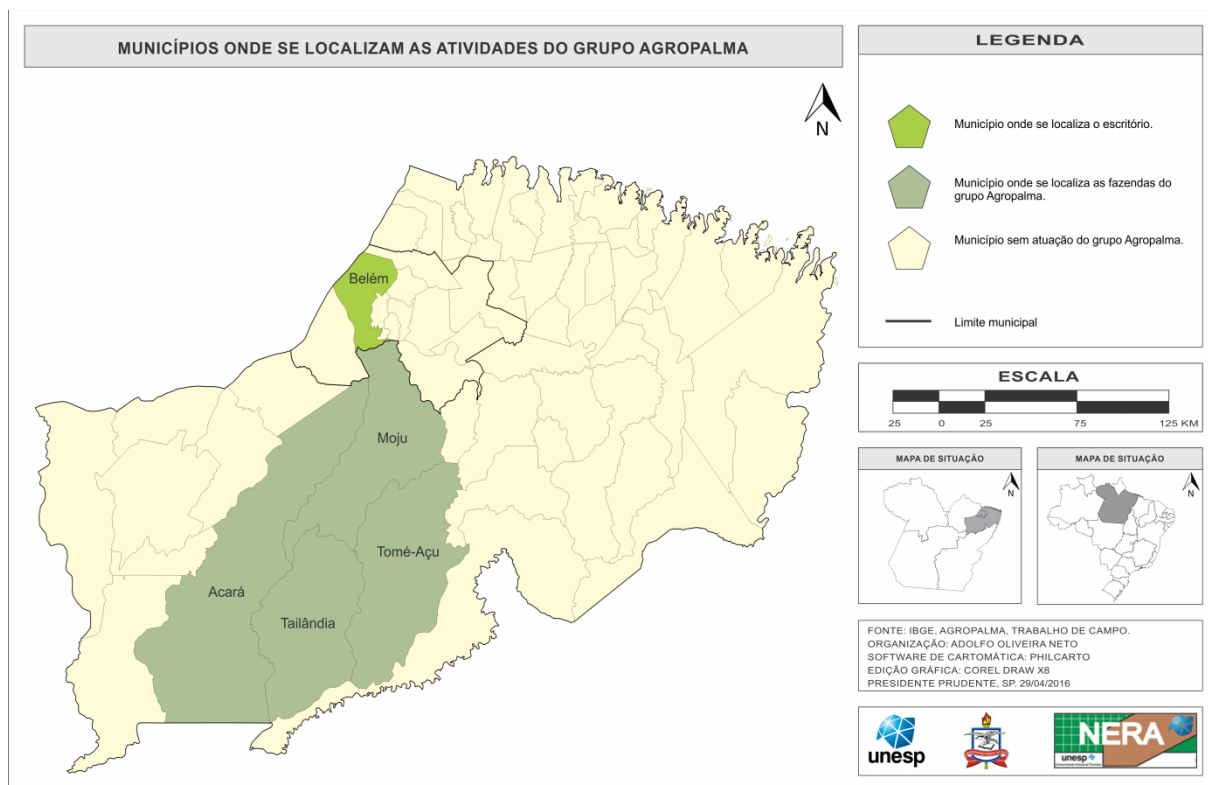 MUNICÍPIOS ONDE SE LOCALIZAM AS ATIVIDADES DO GRUPO AGROPALMA
N
Belém
Moju
Tomé-Açu
Acará
Tailândia
LEGENDA
Município onde se localiza o escritório.
Município onde se localiza as fazendas do
grupo Agropalma.
Município sem atuação do grupo Agropalma.
Limite municipal
ESCALA
25 0 25 75 125 KM
MAPA DE SITUAÇÃO
N
MAPA DE SITUAÇÃO
N
FONTE: IBGE, AGROPALMA, TRABALHO DE CAMPO.
ORGANIZAÇÃO: ADOLFO OLIVEIRA NETO
SOFTWARE DE CARTOMÁTICA: PHILCARTO
EDIÇÃO GRÁFICA: COREL DRAW X8
PRESIDENTE PRUDENTE, SP. 29/04/2016
unesp
NERA
unesp